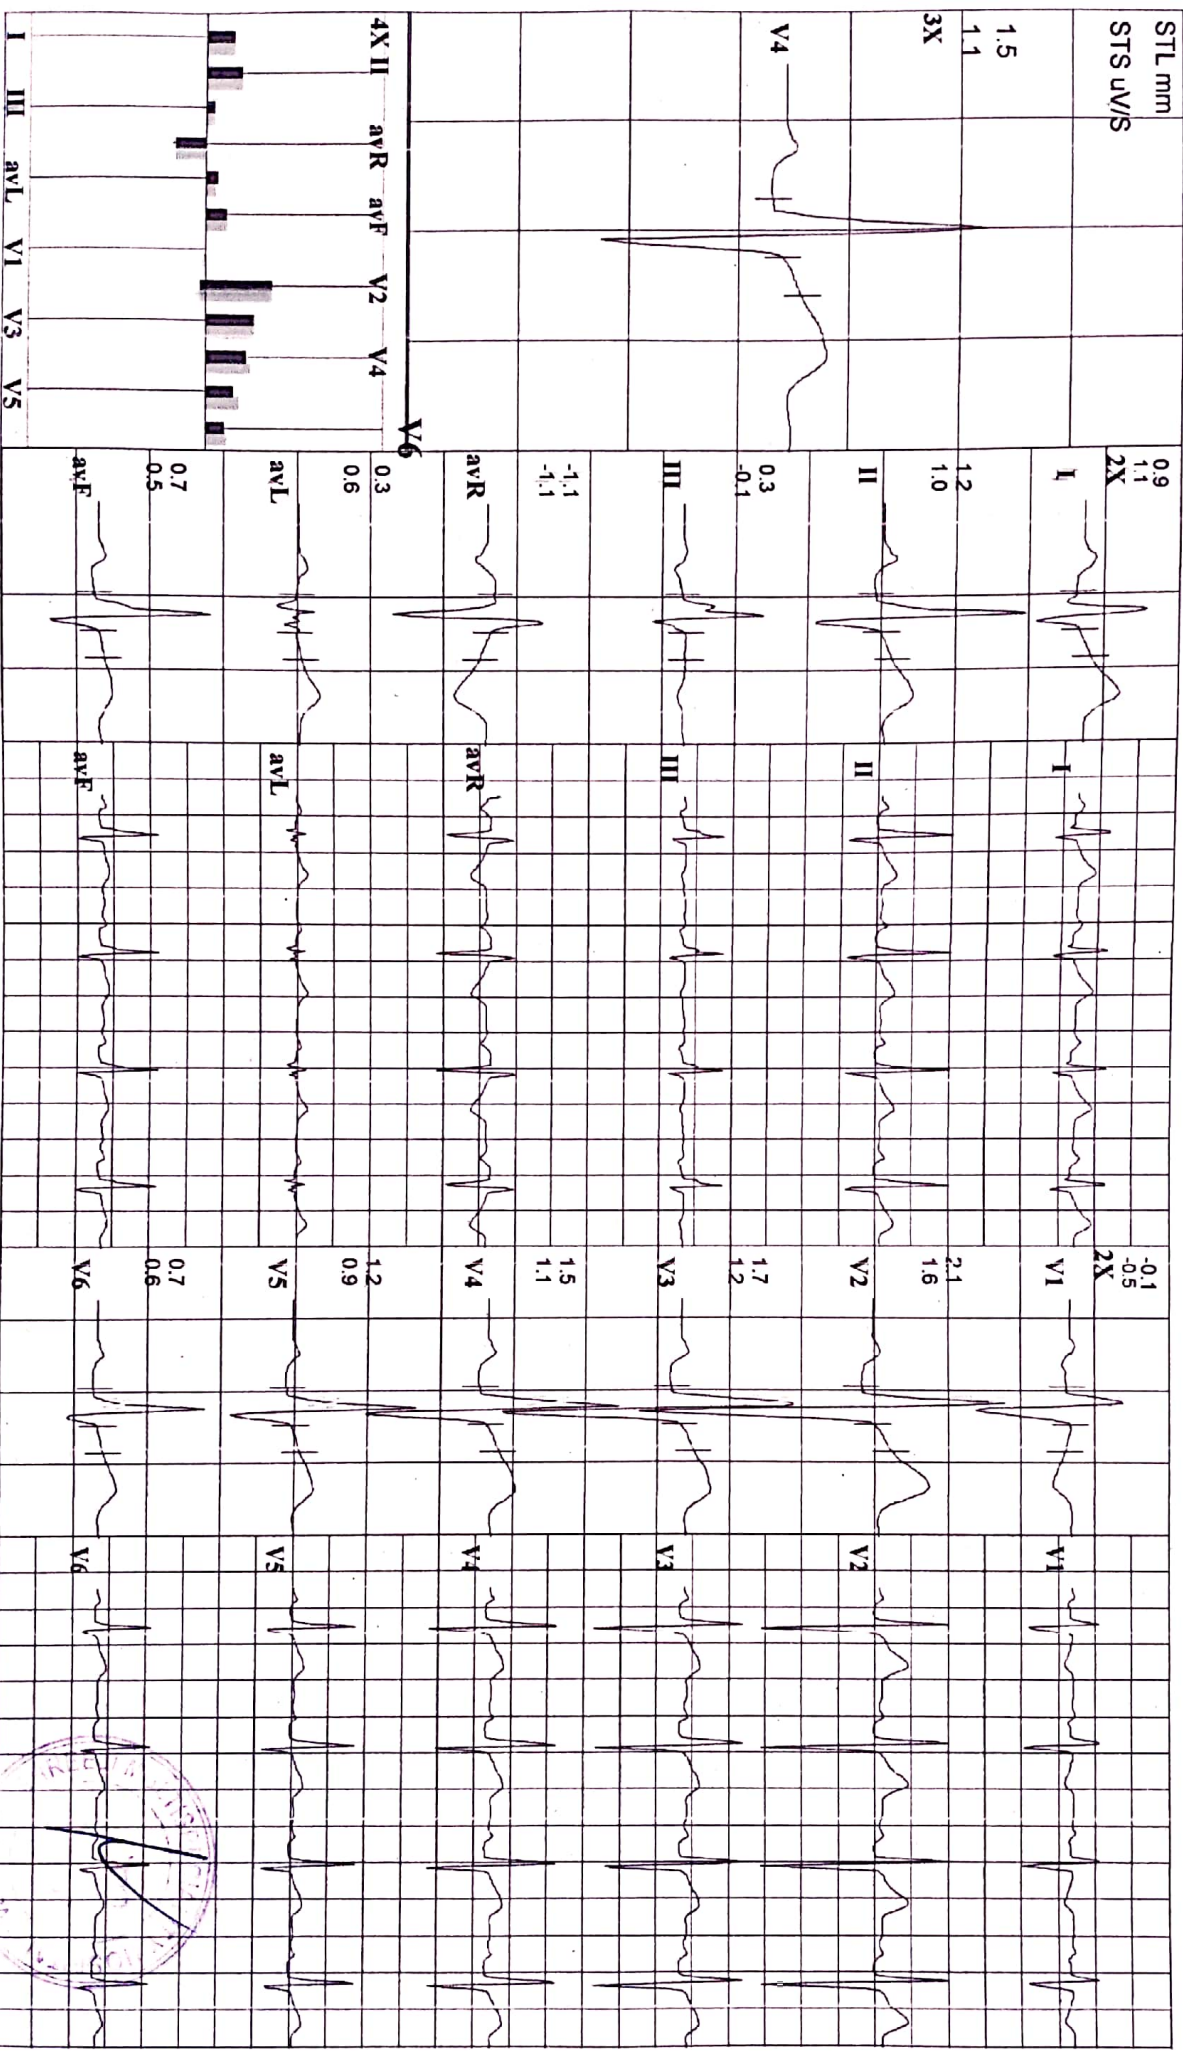 STL mm
STS uV/S
1.5
1.1
3X
V4
V6
4X II avR avF V2 V4
I III avL V1 V3 V5
0.9
1.1
2X
I
1.2
1.0
II
0.3
-0.1
III
-1.1
-1.1
avR
0.3
0.6
avL
0.7
0.5
avF
I
II
III
avR
avL
avF
-0.1
-0.5
2X
V1
2.1
1.6
V2
1.7
1.2
V3
1.5
1.1
V4
1.2
0.9
V5
0.7
0.6
V6
V1
V2
V3
V4
V5
V6